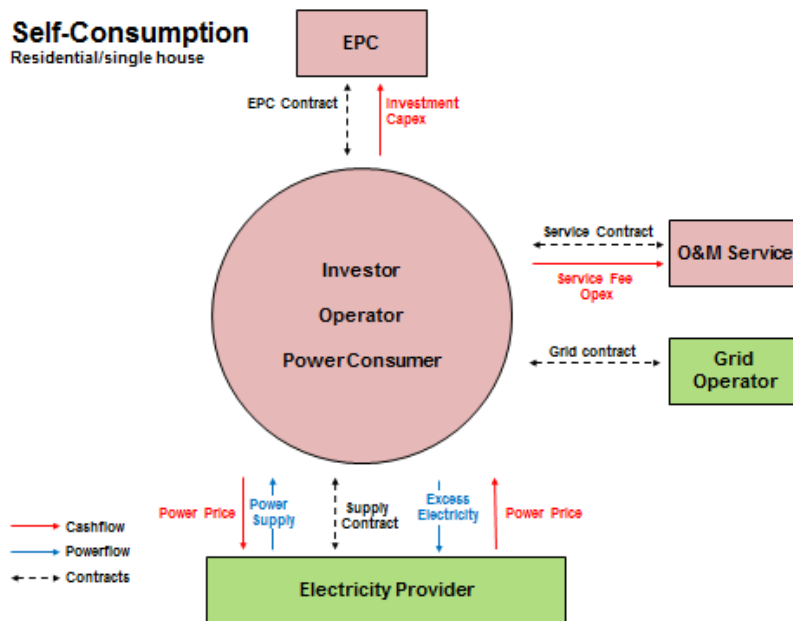 Self-Consumption
Residential/single house
EPC
EPC Contract
Investment
Capex
Investor
Operator
Power Consumer
Service Contract
Service Fee
Opex
O&M Service
Grid contract
Grid
Operator
Power Price
Power
Supply
Supply
Contract
Excess
Electricity
Power Price
Cashflow
Powerflow
Contracts
Electricity Provider